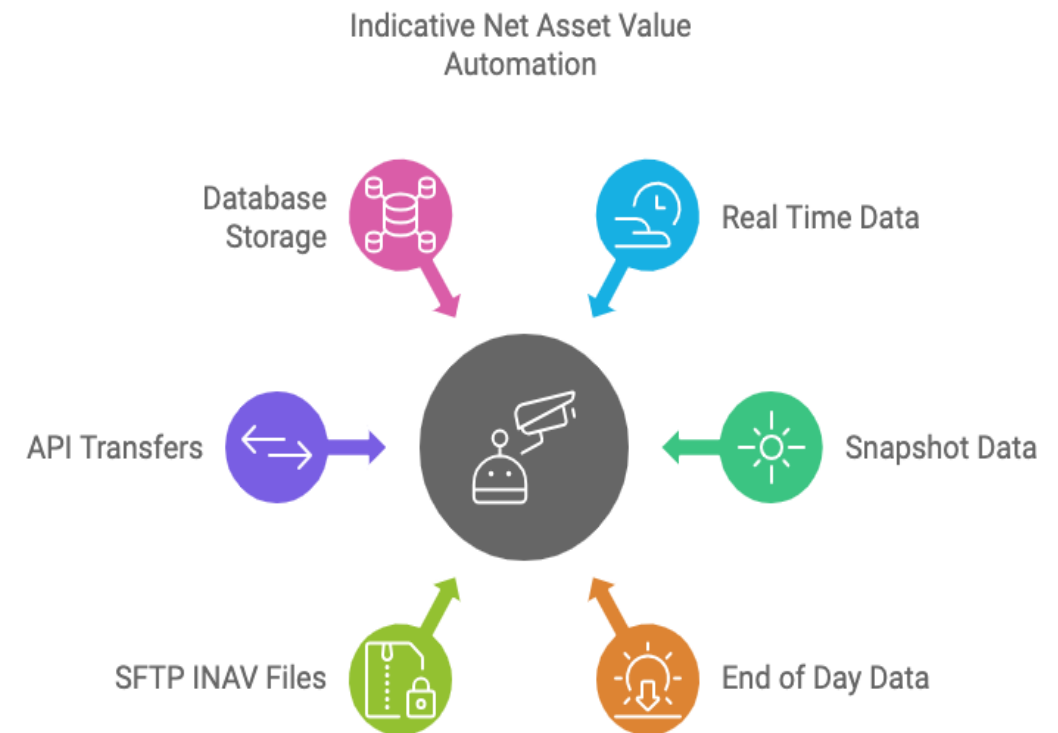 Indicative Net Asset Value
Automation
Database
Storage
Real Time Data
API Transfers
Snapshot Data
SFTP INAV Files
End of Day Data